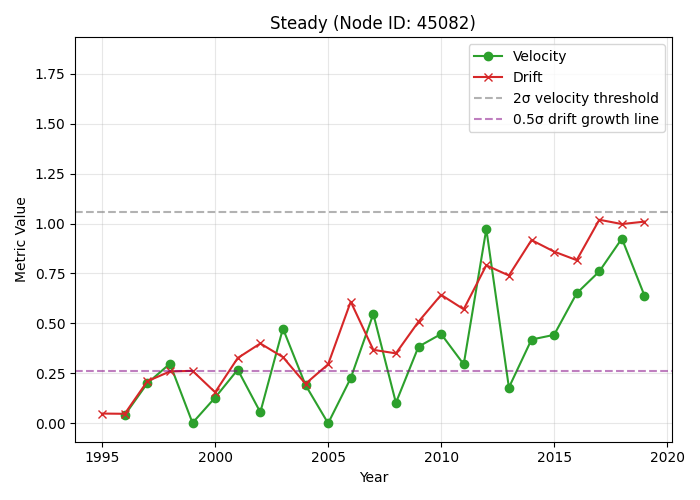 Steady (Node ID: 45082)
Velocity
Drift
2σ velocity threshold
0.5σ drift growth line
Metric Value
1.75
1.50
1.25
1.00
0.75
0.50
0.25
0.00
1995 2000 2005 2010 2015 2020
Year